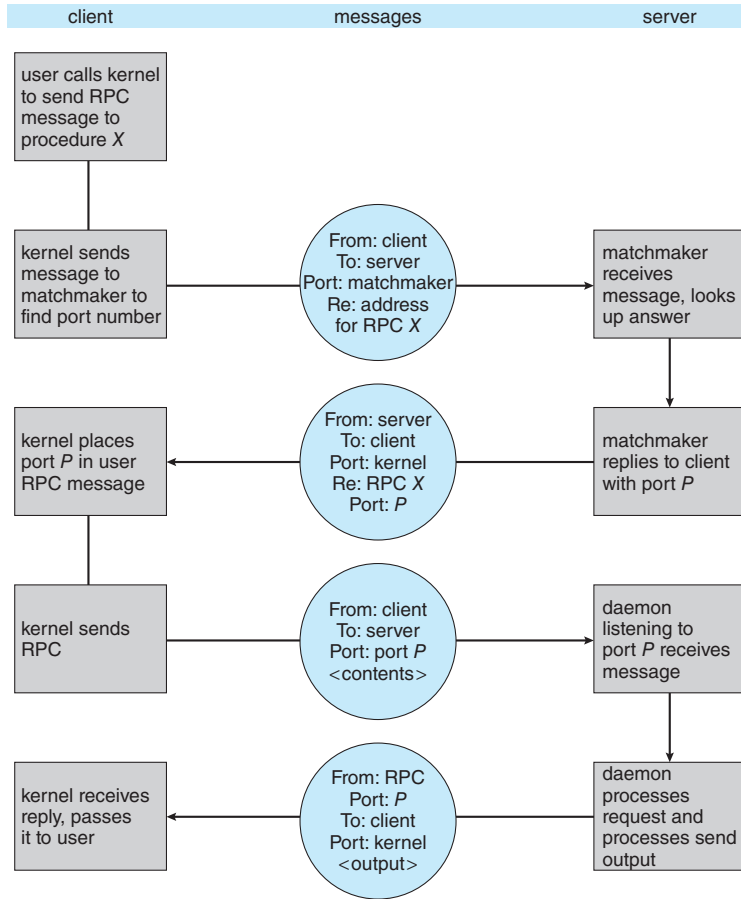 client
messages
server
user calls kernel
to send RPC
message to
procedure X
kernel sends
message to
matchmaker to
find port number
From: client
To: server
Port: matchmaker
Re: address
for RPC X
matchmaker
receives
message, looks
up answer
kernel places
port P in user
RPC message
From: server
To: client
Port: kernel
Re: RPC X
Port: P
matchmaker
replies to client
with port P
kernel sends
RPC
From: client
To: server
Port: port P
<contents>
daemon
listening to
port P receives
message
kernel receives
reply, passes
it to user
From: RPC
Port: P
To: client
Port: kernel
<output>
daemon
processes
request and
processes send
output